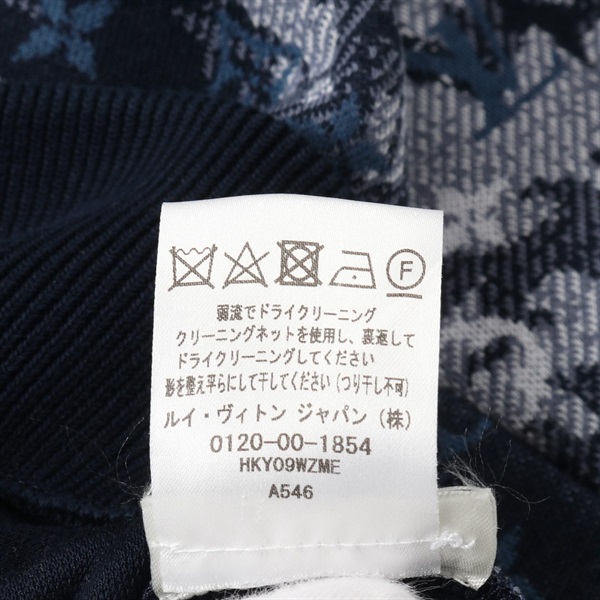 F
弱流でドライクリーニング
クリーニングネットを使用し、裏返して
ドライクリーニングしてください
形を整え平らにして干してください(つり干し不可)
ルイ・ヴィトン ジャパン(株)
0120-00-1854
HKY09WZME
A546